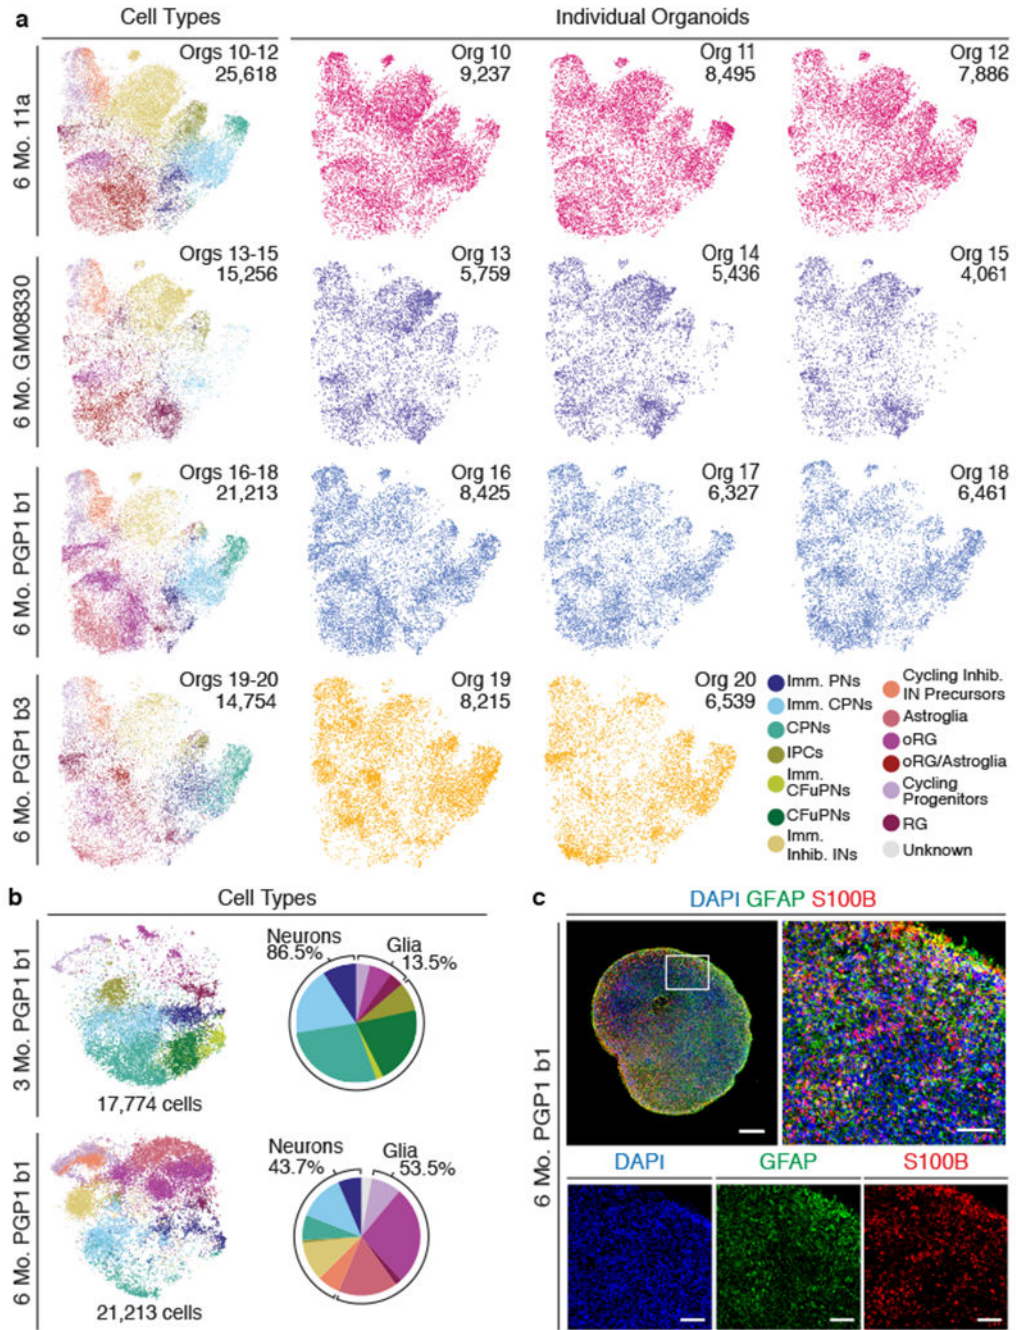 a
Cell Types
Individual Organoids
6 Mo. 11a
Orgs 10-12
25,618
Org 10
9,237
Org 11
8,495
Org 12
7,886
6 Mo. GM08330
Orgs 13-15
15,256
Org 13
5,759
Org 14
5,436
Org 15
4,061
6 Mo. PGP1 b1
Orgs 16-18
21,213
Org 16
8,425
Org 17
6,327
Org 18
6,461
6 Mo. PGP1 b3
Orgs 19-20
14,754
Org 19
8,215
Org 20
6,539
Imm. PNs
Imm. CPNs
CPNs
IPCs
Imm.
CFuPNs
CFuPNs
Imm.
Inhib. INs
Cycling Inhib.
IN Precursors
Astroglia
oRG
oRG/Astroglia
Cycling
Progenitors
RG
Unknown
b
Cell Types
3 Mo. PGP1 b1
17,774 cells
Neurons
86.5%
Glia
13.5%
6 Mo. PGP1 b1
21,213 cells
Neurons
43.7%
Glia
53.5%
c
DAPI GFAP S100B
6 Mo. PGP1 b1
DAPI
GFAP
S100B